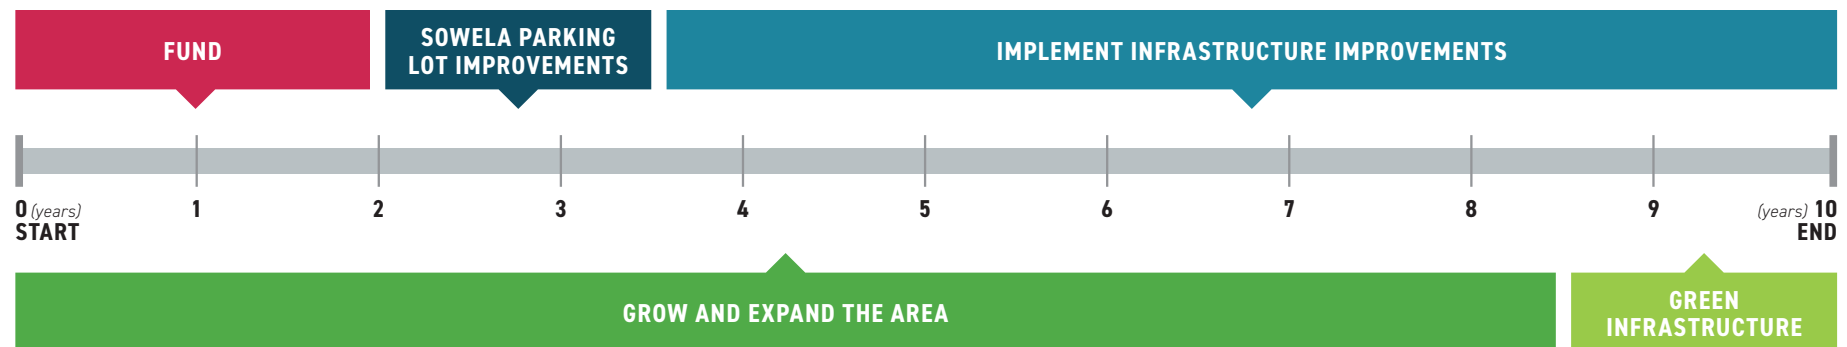 FUND
SOWELA PARKING
LOT IMPROVEMENTS
IMPLEMENT INFRASTRUCTURE IMPROVEMENTS
0 (years) 1 2 3 4 5 6 7 8 9 (years) 10
START END
GROW AND EXPAND THE AREA
GREEN
INFRASTRUCTURE